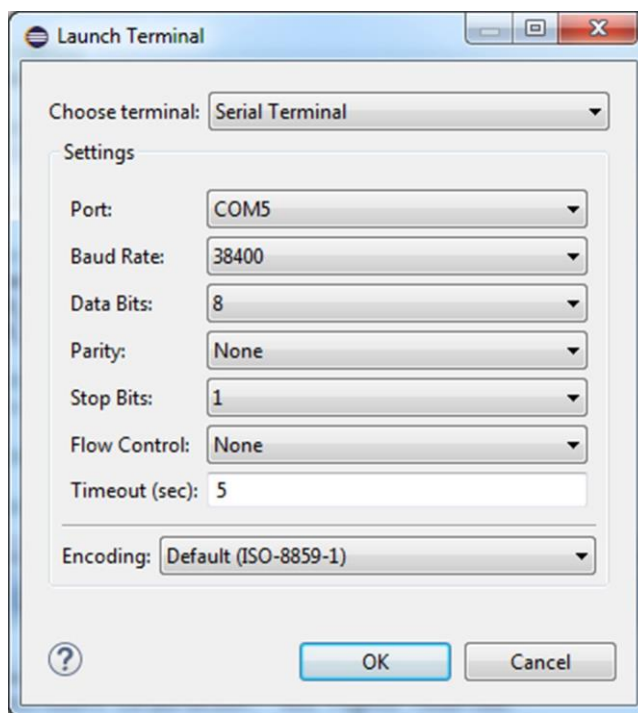 Launch Terminal
Choose terminal: Serial Terminal
Settings
Port: COM5
Baud Rate: 38400
Data Bits: 8
Parity: None
Stop Bits: 1
Flow Control: None
Timeout (sec): 5
Encoding: Default (ISO-8859-1)
? OK Cancel